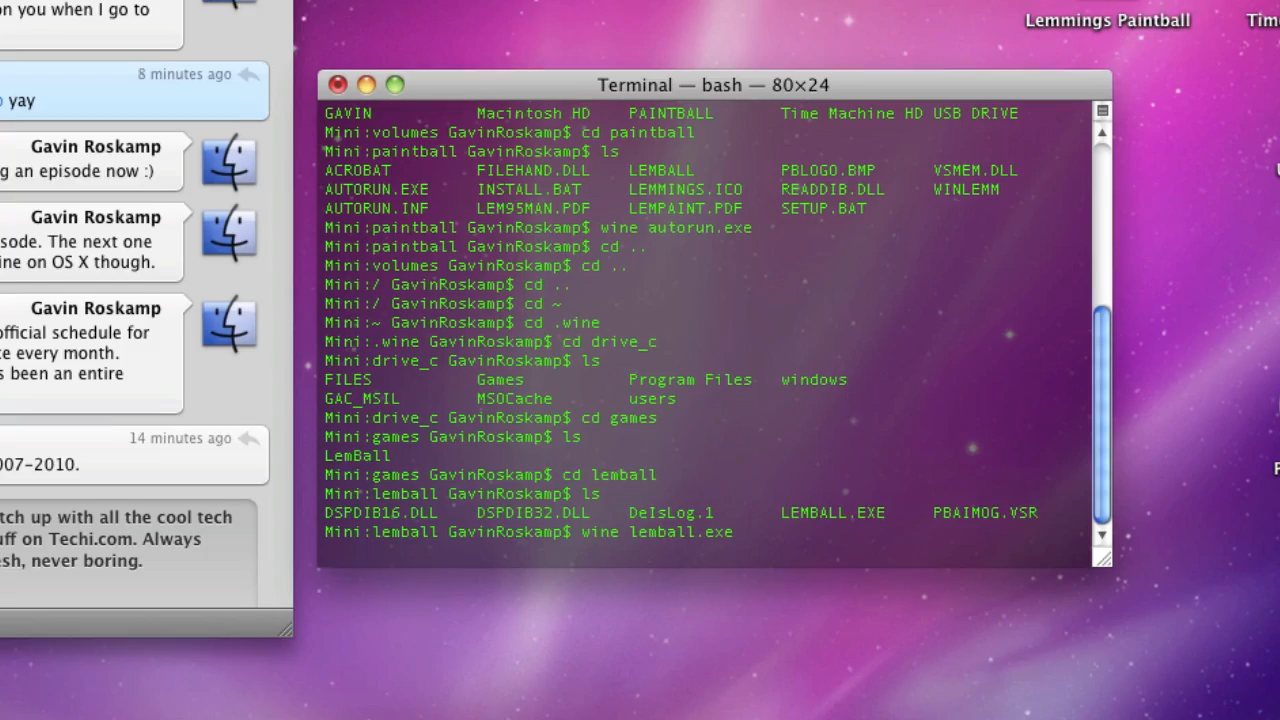 on you when I go to
8 minutes ago
yay
Gavin Roskamp
g an episode now :)
Gavin Roskamp
sode. The next one
ine on OS X though.
Gavin Roskamp
official schedule for
te every month.
s been an entire
14 minutes ago
007-2010.
tch up with all the cool tech
uff on Techi.com. Always
esh, never boring.
Lemmings Paintball
Tim
Terminal — bash — 80×24
GAVIN Macintosh HD PAINTBALL Time Machine HD USB DRIVE
Mini:volumes GavinRoskamp$ cd paintball
Mini:paintball GavinRoskamp$ ls
ACROBAT FILEHAND.DLL LEMBALL PBLOGO.BMP VSMEM.DLL
AUTORUN.EXE INSTALL.BAT LEMMINGS.ICO READDIB.DLL WINLEMM
AUTORUN.INF LEM95MAN.PDF LEMPAINT.PDF SETUP.BAT
Mini:paintball GavinRoskamp$ wine autorun.exe
Mini:paintball GavinRoskamp$ cd ..
Mini:volumes GavinRoskamp$ cd ..
Mini:/ GavinRoskamp$ cd ..
Mini:/ GavinRoskamp$ cd ~
Mini:~ GavinRoskamp$ cd .wine
Mini:.wine GavinRoskamp$ cd drive_c
Mini:drive_c GavinRoskamp$ ls
FILES Games Program Files windows
GAC_MSIL MSOCache users
Mini:drive_c GavinRoskamp$ cd games
Mini:games GavinRoskamp$ ls
LemBall
Mini:games GavinRoskamp$ cd lemball
Mini:lemball GavinRoskamp$ ls
DSPDIB16.DLL DSPDIB32.DLL DeIsLog.1 LEMBALL.EXE PBAIMOG.VSR
Mini:lemball GavinRoskamp$ wine lemball.exe